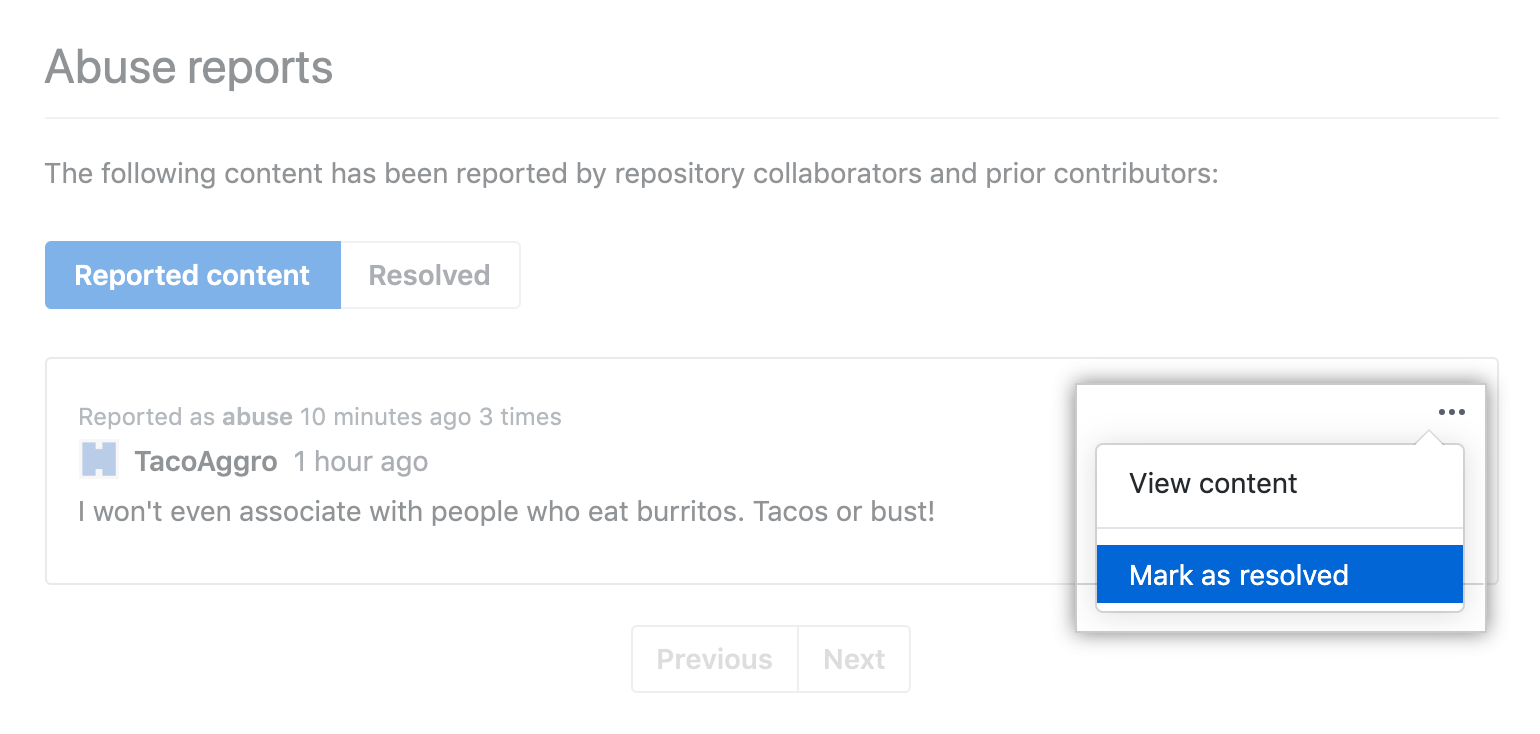 Abuse reports
The following content has been reported by repository collaborators and prior contributors:
Reported content Resolved
Reported as abuse 10 minutes ago 3 times
TacoAggro 1 hour ago
I won't even associate with people who eat burritos. Tacos or bust!
View content
Mark as resolved
Previous Next